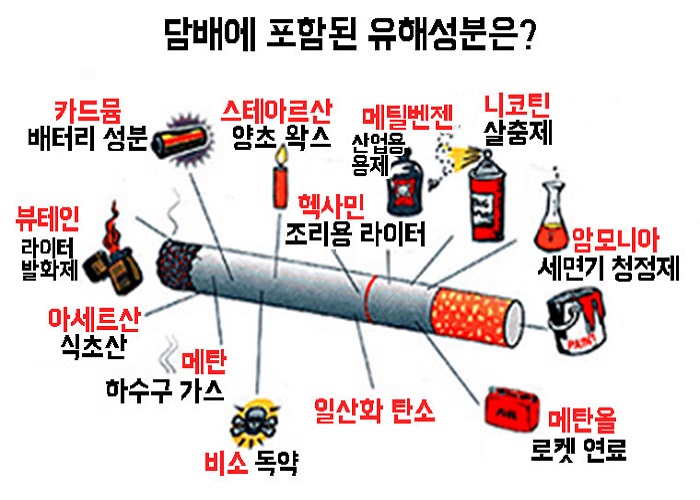 담배에 포함된 유해성분은?
카드뮴
배터리 성분
스테아르산
양초 왁스
메틸벤젠
산업용
용제
니코틴
살충제
뷰테인
라이터
발화제
헥사민
조리용 라이터
암모니아
세면기 청정제
아세트산
식초산
메탄
하수구 가스
PAINT
비소 독약
일산화 탄소
메탄올
로켓 연료